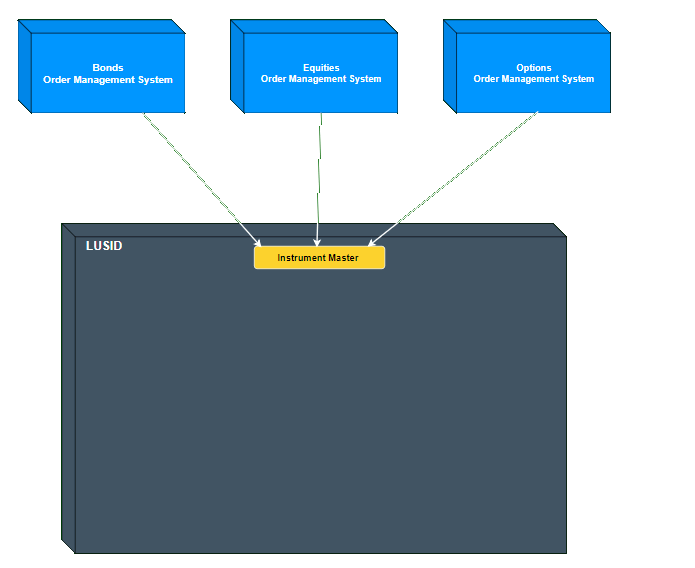 Bonds
Order Management System
Equities
Order Management System
Options
Order Management System
LUSID
Instrument Master